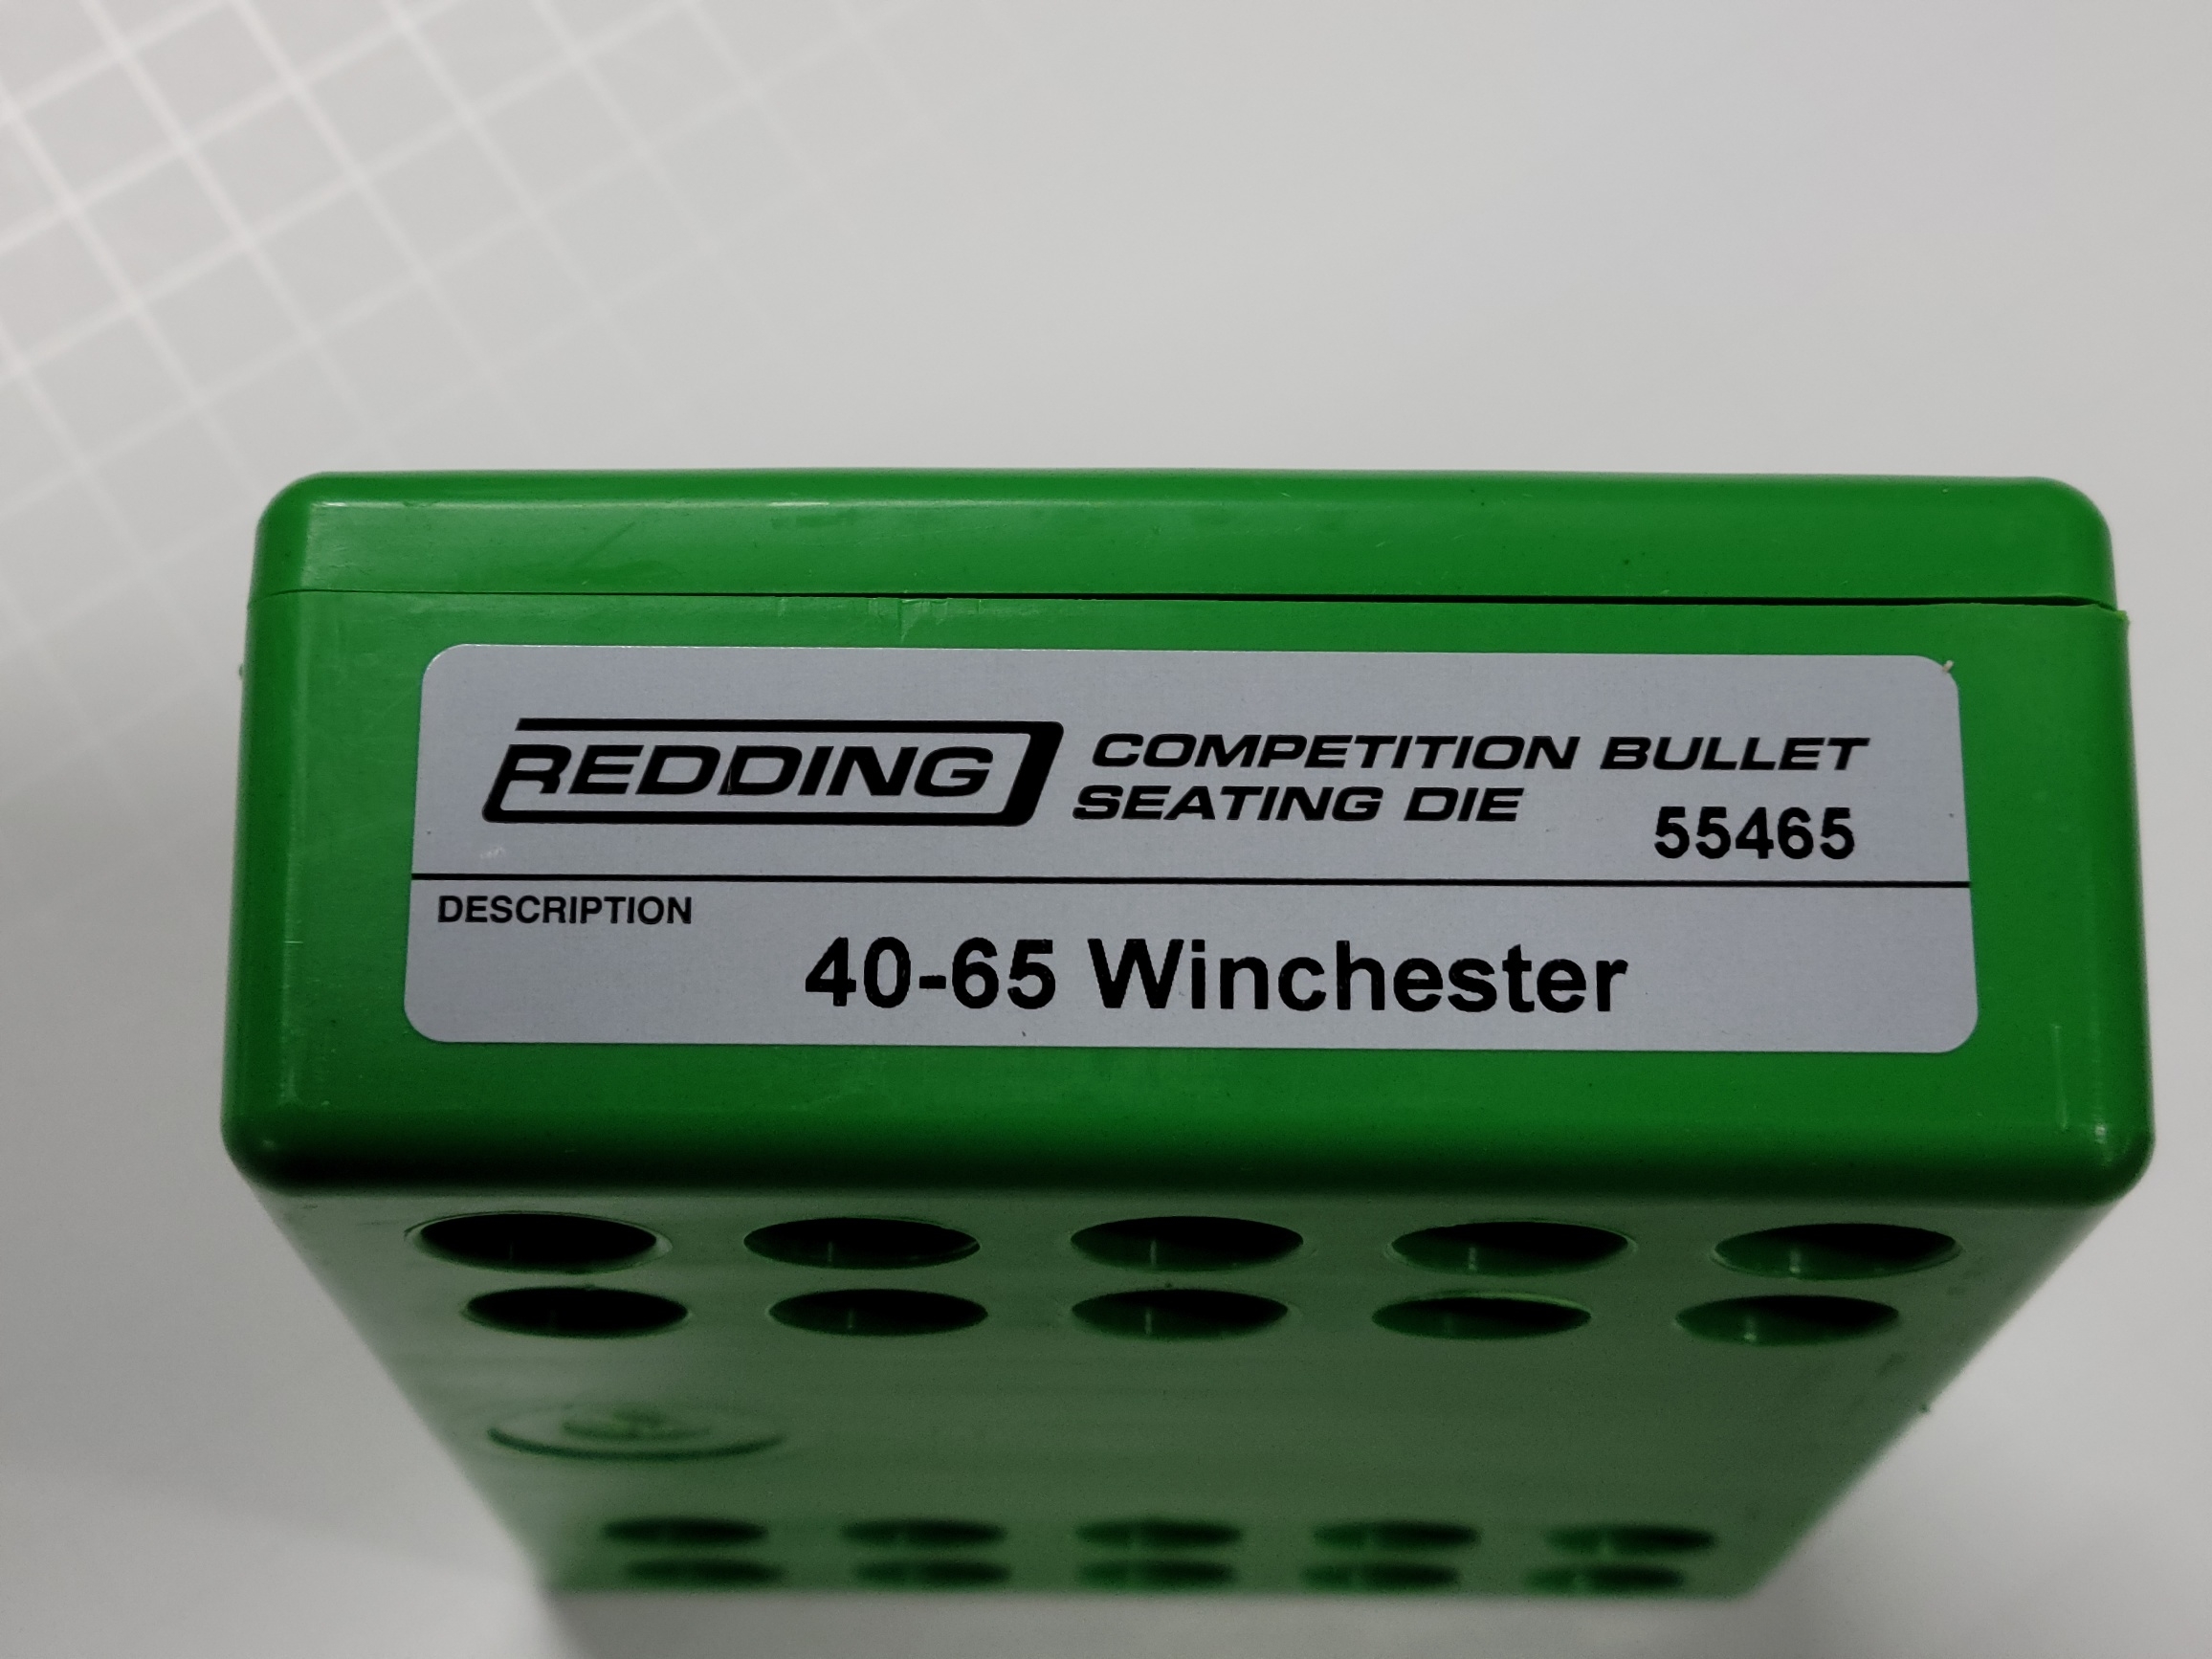 REDDING
COMPETITION BULLET
SEATING DIE
55465
DESCRIPTION
40-65 Winchester